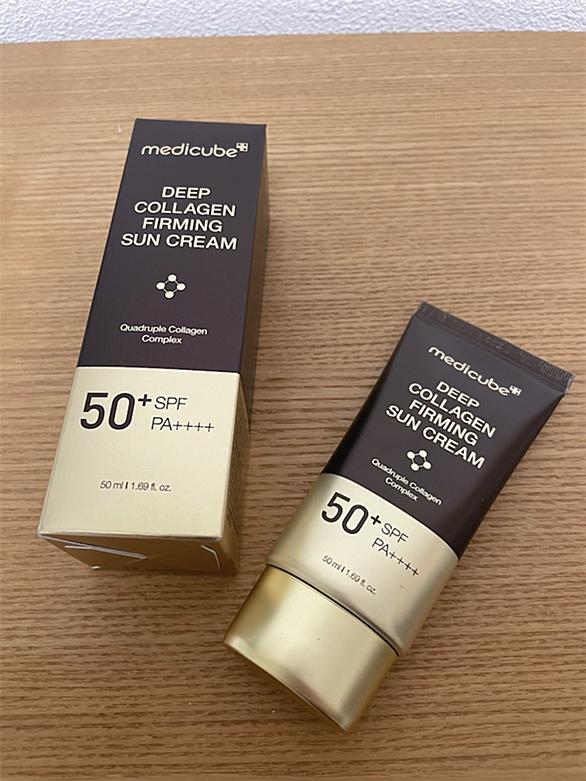 medicube
DEEP
COLLAGEN
FIRMING
SUN CREAM
Quadruple Collagen
Complex
50+ SPF
PA++++
50 ml I 1.69 fl. oz.
medicube
DEEP
COLLAGEN
FIRMING
SUN CREAM
Quadruple Collagen
Complex
50+ SPF
PA++++
50 ml I 1.69 fl. oz.